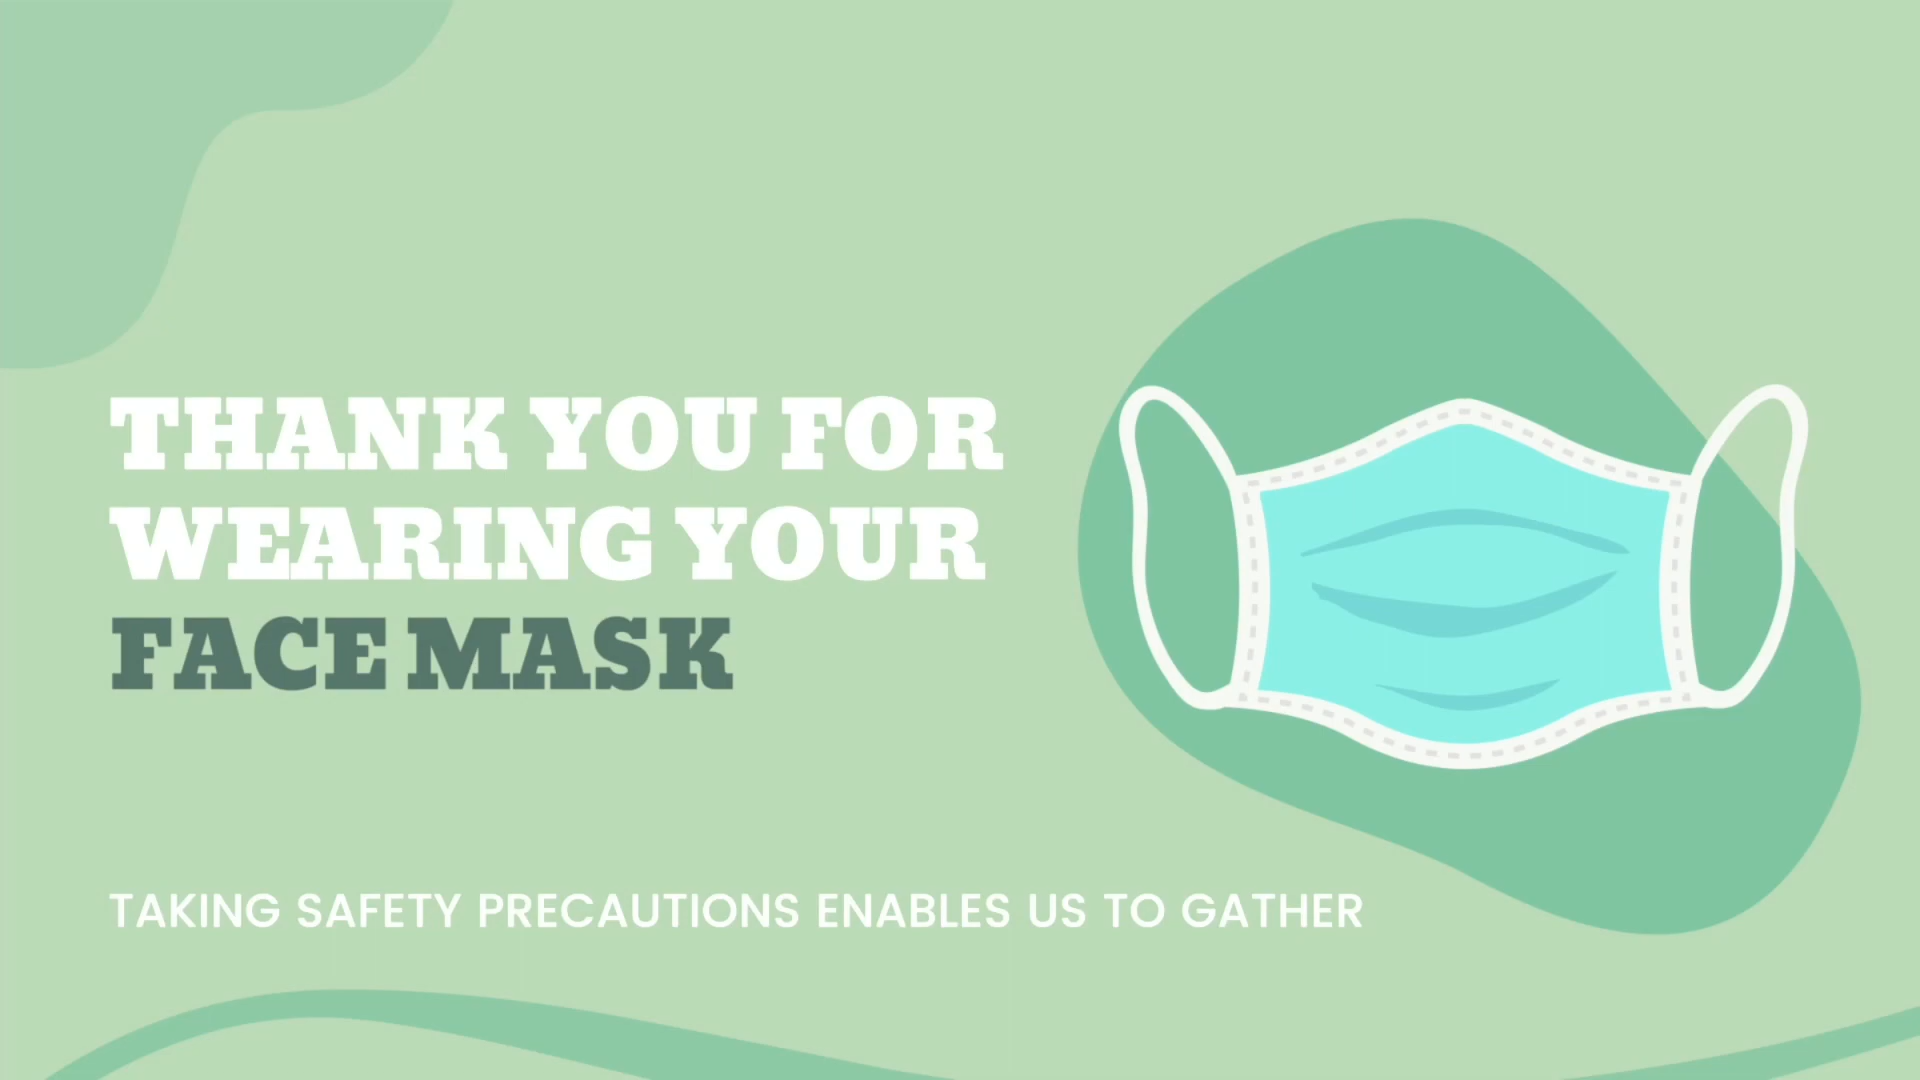 THANK YOU FOR
WEARING YOUR
FACE MASK
TAKING SAFETY PRECAUTIONS ENABLES US TO GATHER